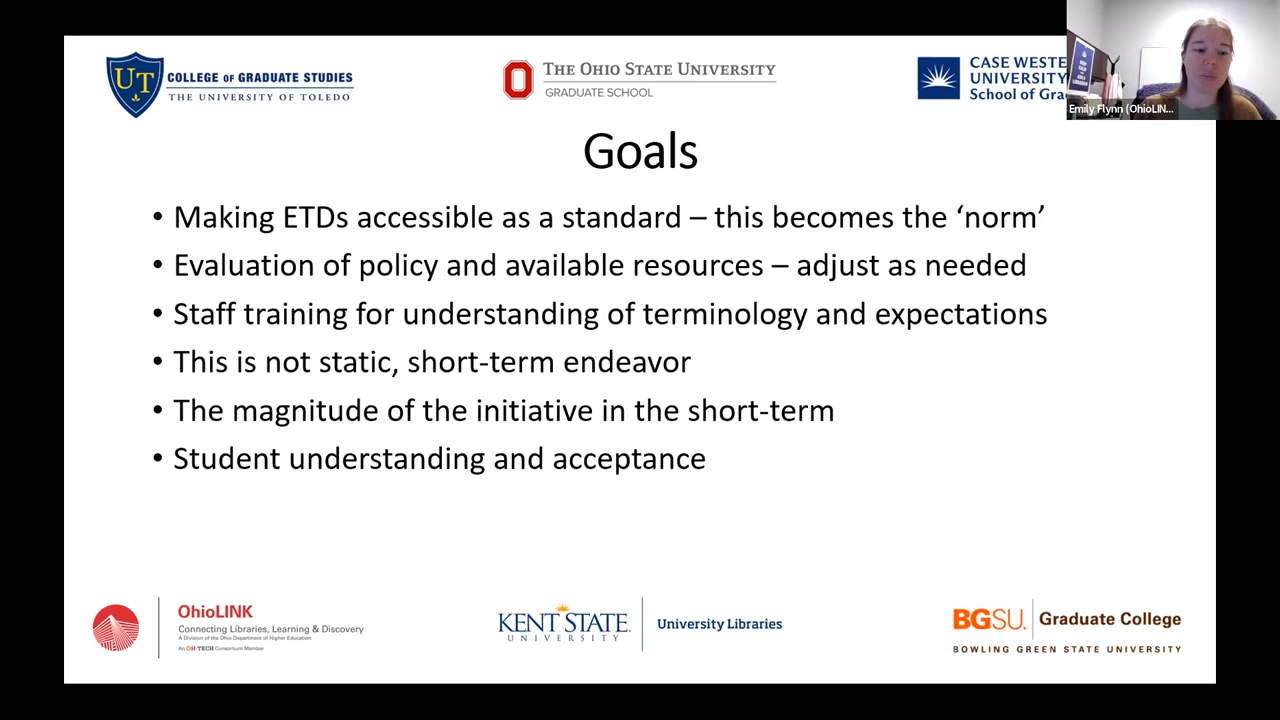 UT
COLLEGE OF GRADUATE STUDIES
THE UNIVERSITY OF TOLEDO
THE OHIO STATE UNIVERSITY
GRADUATE SCHOOL
CASE WESTE
UNIVERSITY
School of Gra
Emily Flynn (OhioLIN...
Goals
• Making ETDs accessible as a standard – this becomes the ‘norm’
• Evaluation of policy and available resources – adjust as needed
• Staff training for understanding of terminology and expectations
• This is not static, short-term endeavor
• The magnitude of the initiative in the short-term
• Student understanding and acceptance
OhioLINK
Connecting Libraries, Learning & Discovery
A Division of the Ohio Department of Higher Education
An OH TECH Consortium Member
KENT STATE
UNIVERSITY
University Libraries
BGSU
Graduate College
BOWLING GREEN STATE UNIVERSITY